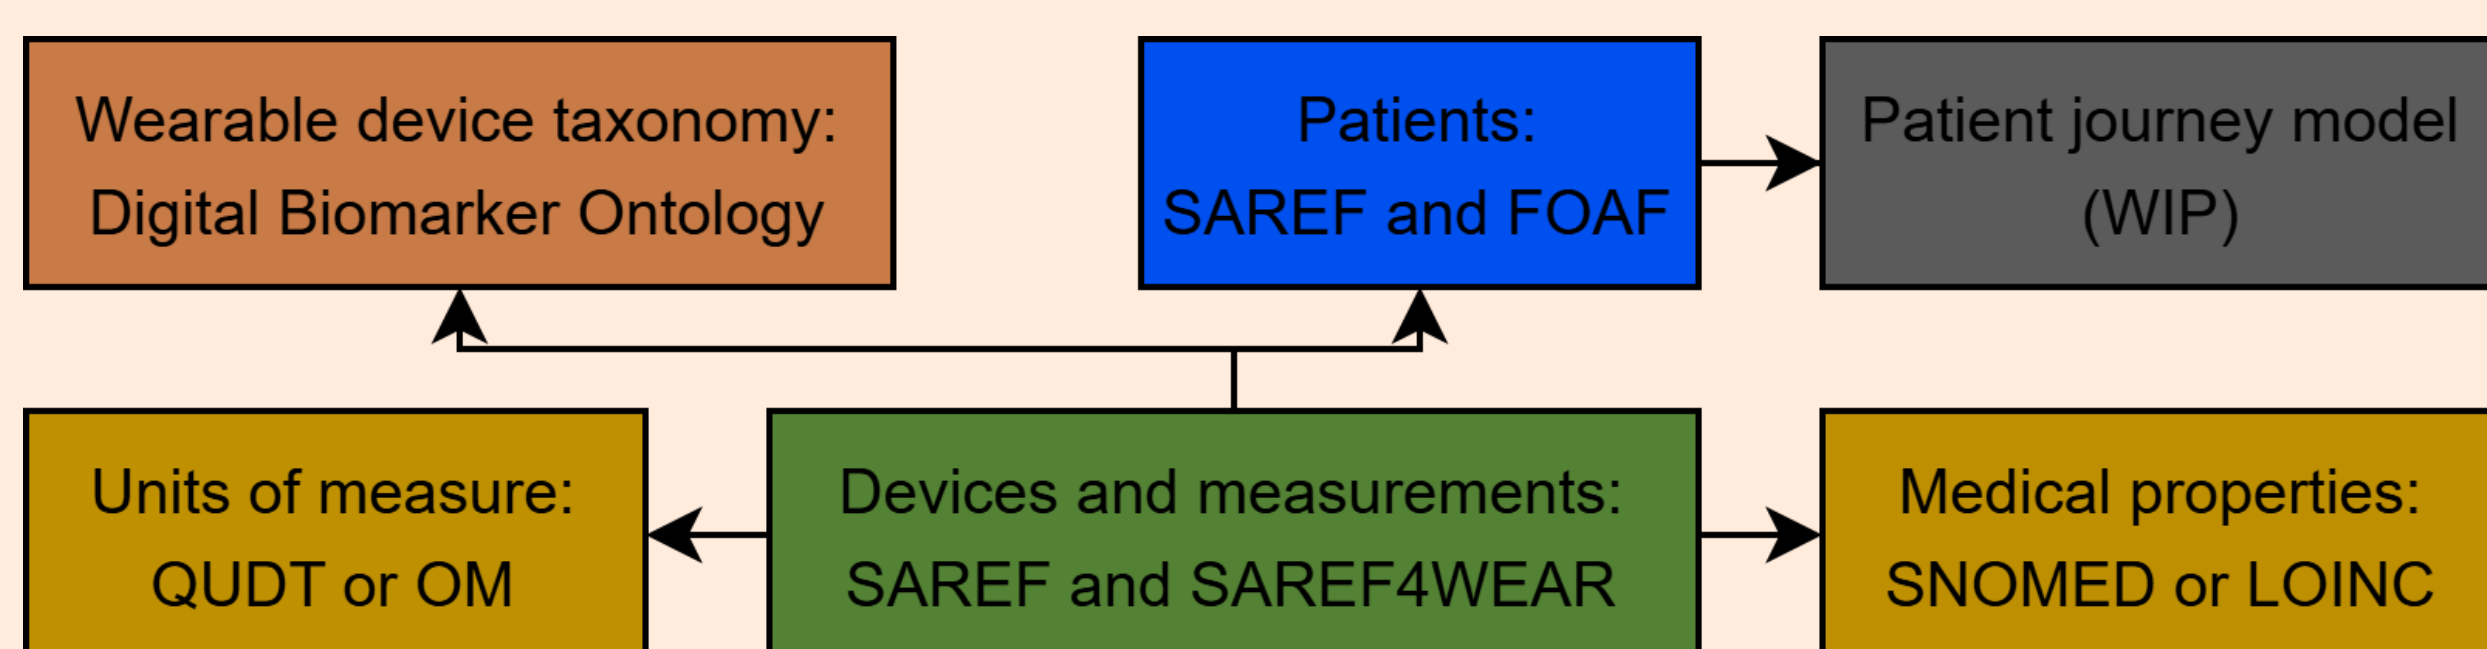 Wearable device taxonomy:
Digital Biomarker Ontology
Patients:
SAREF and FOAF
Patient journey model
(WIP)
Units of measure:
QUDT or OM
Devices and measurements:
SAREF and SAREF4WEAR
Medical properties:
SNOMED or LOINC